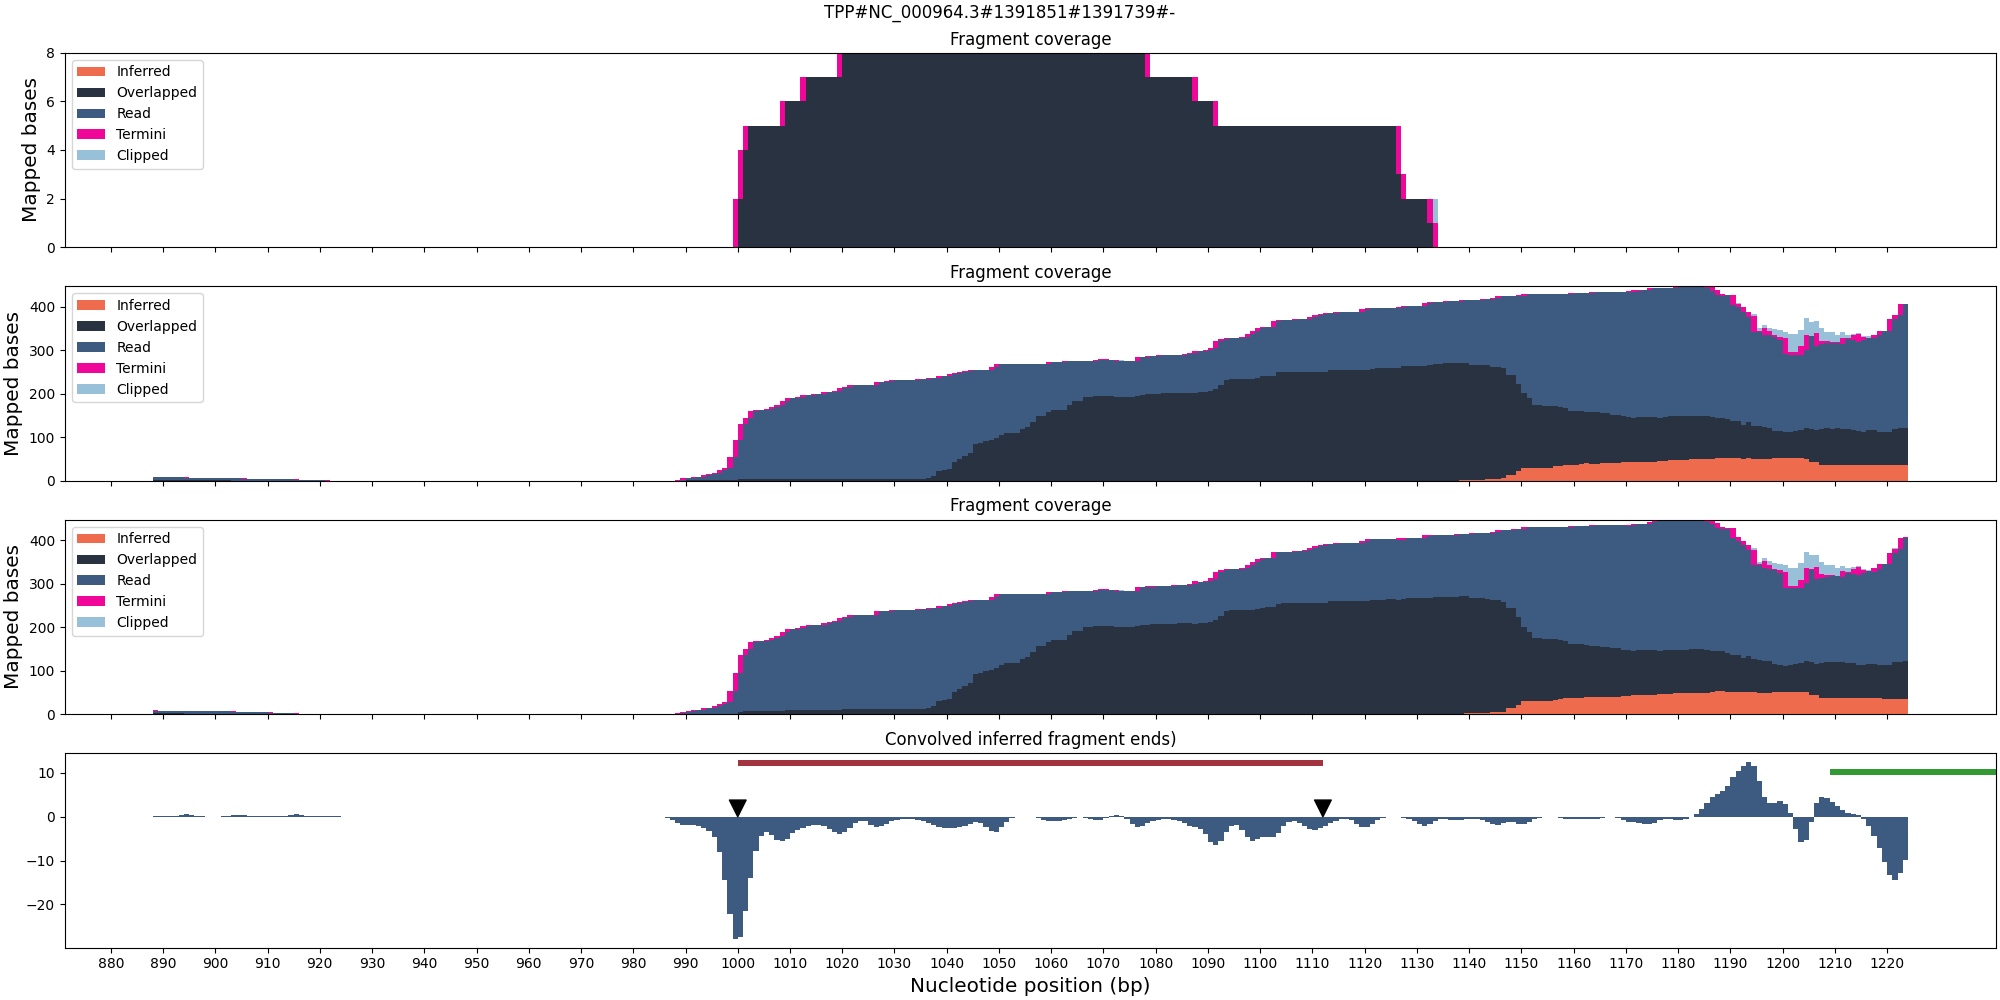 TPP#NC_000964.3#1391851#1391739#-
Fragment coverage
Mapped bases
8
6
4
2
0
Inferred
Overlapped
Read
Termini
Clipped
Fragment coverage
Mapped bases
400
300
200
100
0
Inferred
Overlapped
Read
Termini
Clipped
Fragment coverage
Mapped bases
400
300
200
100
0
Inferred
Overlapped
Read
Termini
Clipped
Convolved inferred fragment ends)
10
0
−10
−20
880 890 900 910 920 930 940 950 960 970 980 990 1000 1010 1020 1030 1040 1050 1060 1070 1080 1090 1100 1110 1120 1130 1140 1150 1160 1170 1180 1190 1200 1210 1220
Nucleotide position (bp)